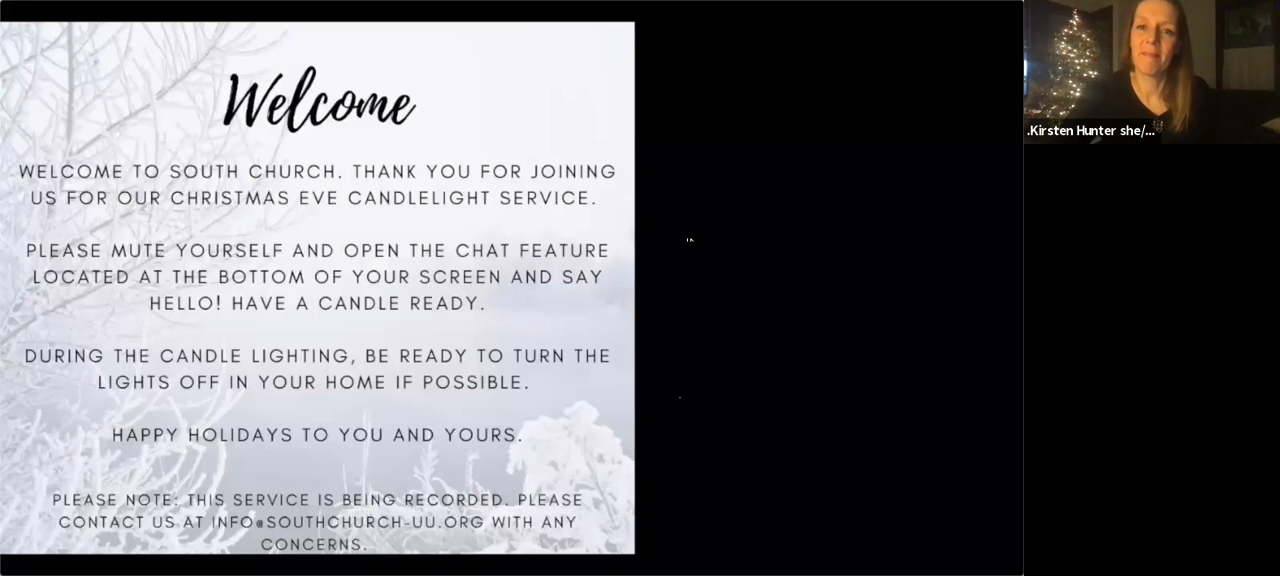 Welcome
WELCOME TO SOUTH CHURCH. THANK YOU FOR JOINING
US FOR OUR CHRISTMAS EVE CANDLELIGHT SERVICE.
PLEASE MUTE YOURSELF AND OPEN THE CHAT FEATURE
LOCATED AT THE BOTTOM OF YOUR SCREEN AND SAY
HELLO! HAVE A CANDLE READY.
DURING THE CANDLE LIGHTING, BE READY TO TURN THE
LIGHTS OFF IN YOUR HOME IF POSSIBLE.
HAPPY HOLIDAYS TO YOU AND YOURS.
PLEASE NOTE: THIS SERVICE IS BEING RECORDED. PLEASE
CONTACT US AT INFO@SOUTHCHURCH-UU.ORG WITH ANY
CONCERNS.
.Kirsten Hunter she/...